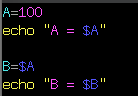 A=100
echo "A = $A"
B=$A
echo "B = $B"